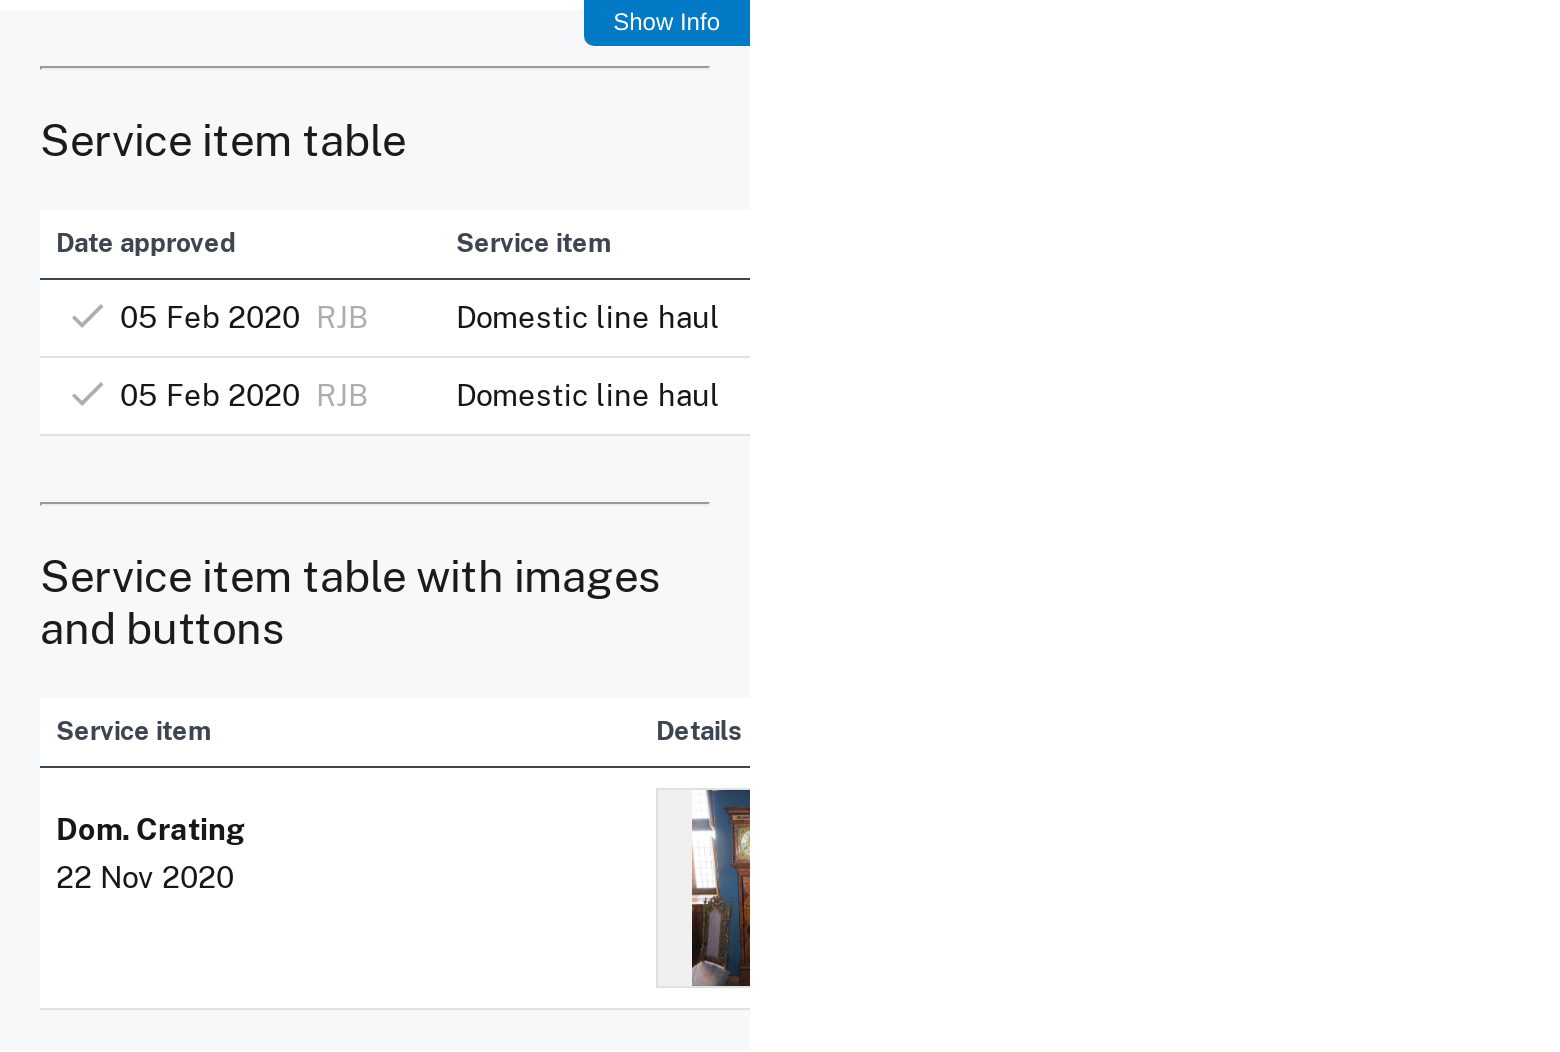 Show Info
Service item table
Date approved Service item
05 Feb 2020 RJB Domestic line haul
05 Feb 2020 RJB Domestic line haul
Service item table with images
and buttons
Service item Details
Dom. Crating
22 Nov 2020